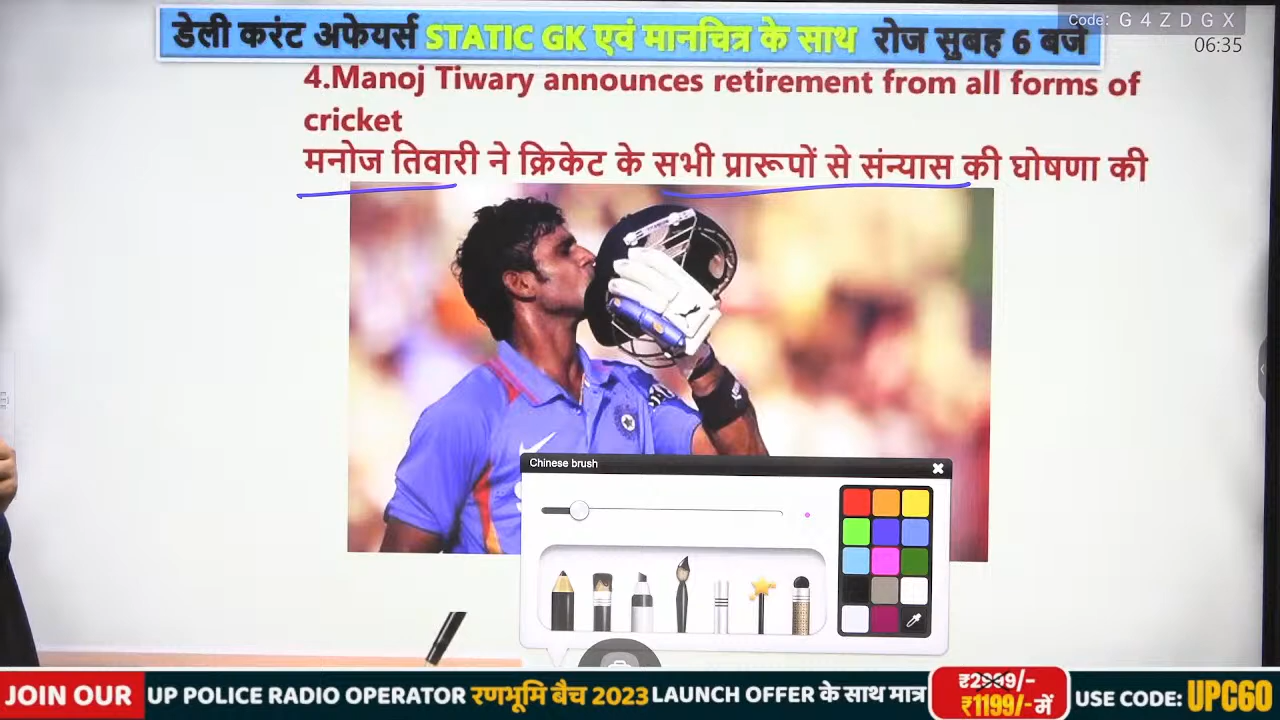 डेली करंट अफेयर्स STATIC GK एवं मानचित्र के साथ रोज सुबह 6 बजे
Code: G4ZDGX
06:35
4.Manoj Tiwary announces retirement from all forms of
cricket
मनोज तिवारी ने क्रिकेट के सभी प्रारूपों से संन्यास की घोषणा की
Chinese brush
JOIN OUR UP POLICE RADIO OPERATOR रणभूमि बैच 2023 LAUNCH OFFER के साथ मात्र ₹2999/- ₹1199/- में USE CODE: UPC60